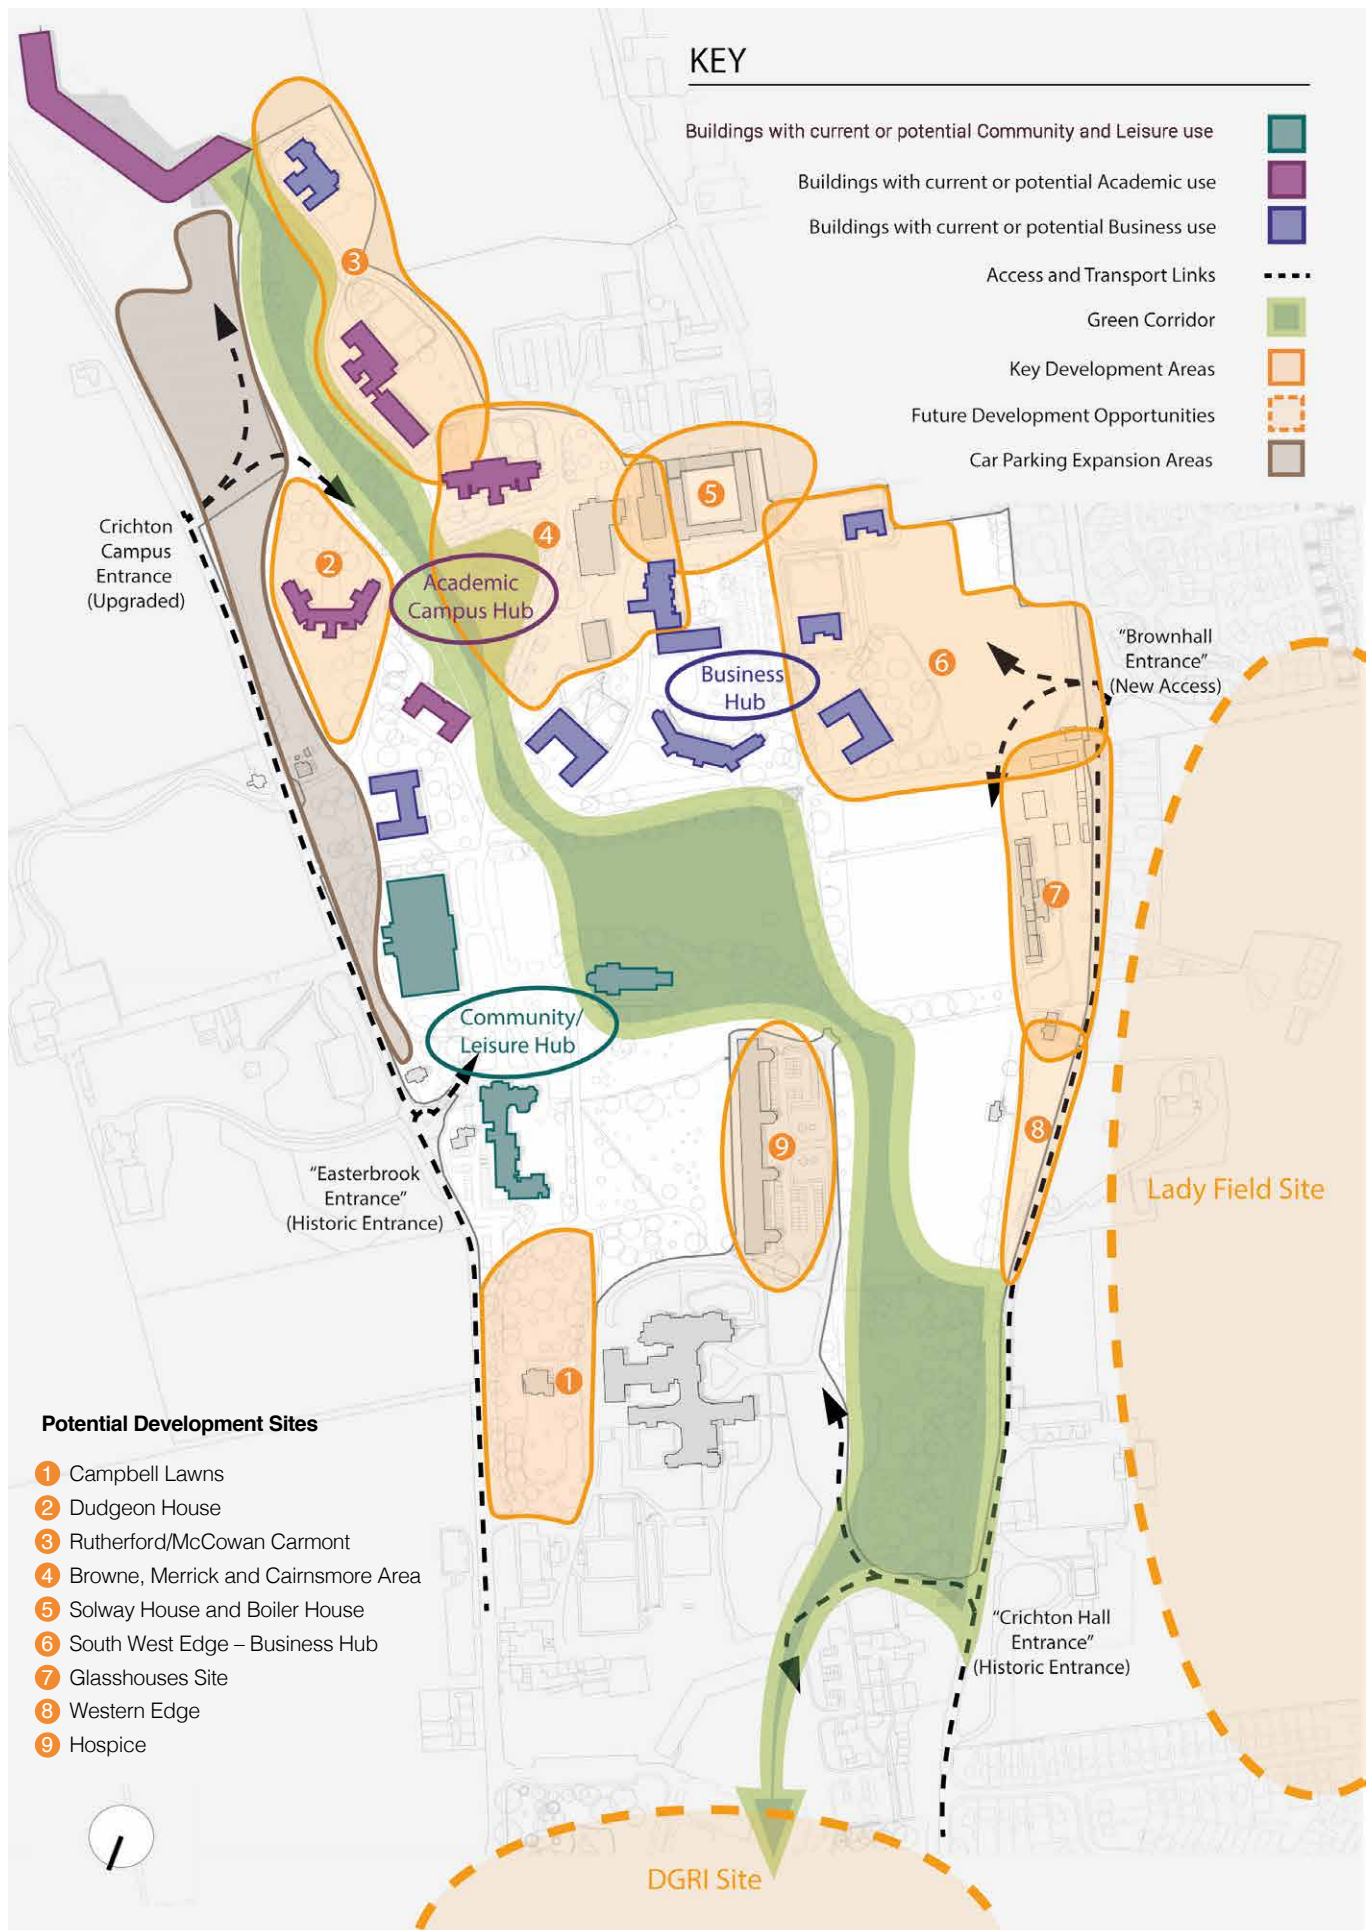 KEY
Buildings with current or potential Community and Leisure use
Buildings with current or potential Academic use
Buildings with current or potential Business use
Access and Transport Links
Green Corridor
Key Development Areas
Future Development Opportunities
Car Parking Expansion Areas
3
5
4
2
Crichton
Campus
Entrance
(Upgraded)
Academic
Campus Hub
"Brownhall
Entrance"
(New Access)
6
Business
Hub
7
Community/
Leisure Hub
8
9
"Easterbrook
Entrance"
(Historic Entrance)
Lady Field Site
1
Potential Development Sites
1 Campbell Lawns
2 Dudgeon House
3 Rutherford/McCowan Carmont
4 Browne, Merrick and Cairnsmore Area
5 Solway House and Boiler House
6 South West Edge – Business Hub
7 Glasshouses Site
8 Western Edge
9 Hospice
"Crichton Hall
Entrance"
(Historic Entrance)
DGRI Site